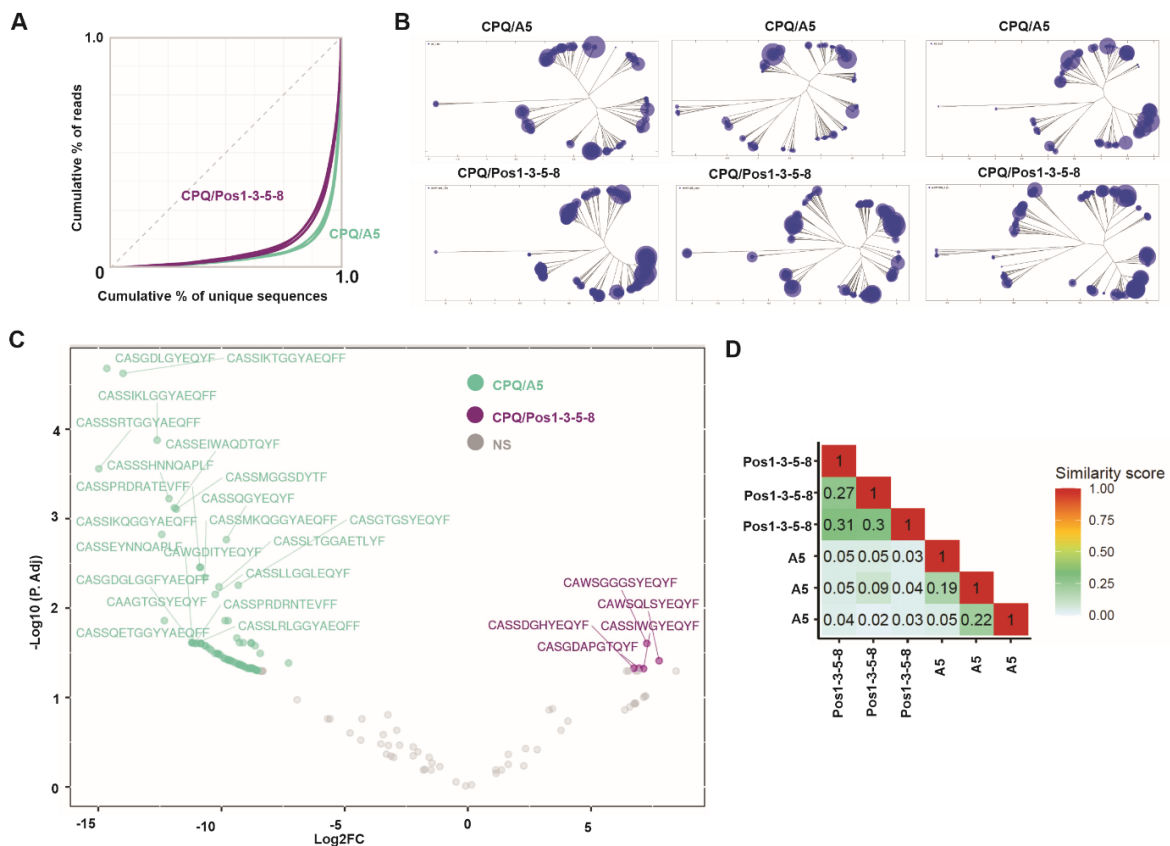 A
1.0
Cumulative % of reads
CPQ/Pos1-3-5-8
CPQ/A5
0
1.0
Cumulative % of unique sequences
B
CPQ/A5
CPQ/A5
CPQ/A5
CPQ/Pos1-3-5-8
CPQ/Pos1-3-5-8
CPQ/Pos1-3-5-8
C
CASGDLGYEQYF
CASSIKTGGYAEQFF
CASSIKLGGYAEQFF
CASSSRTGGYAEQFF
CASSEIWAQDTQYF
CASSSHNNQAPLF
CASSMGGSDYTF
CASSPRDRATEVFF
CASSQGYEQYF
CASSIKQGGYAEQFF
CASSMKQGGYAEQFF
CASGTGSYEQYF
CASSEYNNQAPLF
CAWGDITYEQYF
CASSLTGGAETLYF
CASGDGLGGFYAEQFF
CASSLLGGLEQYF
CAAGTGSYEQYF
CASSPRDRNTEVFF
CASSQETGGYYAEQFF
CASSLRLGGYAEQFF
CPQ/A5
CPQ/Pos1-3-5-8
NS
CAWSGGGSYEQYF
CAWSQLSYEQYF
CASSDGHYEQYF
CASSIWGYEQYF
CASGDAPGTQYF
-Log10 (P. Adj)
4
3
2
1
0
-15
-10
-5
0
5
Log2FC
D
Pos1-3-5-8
1
Pos1-3-5-8
0.27
1
Pos1-3-5-8
0.31
0.3
1
A5
0.05
0.05
0.03
1
A5
0.05
0.09
0.04
0.19
1
A5
0.04
0.02
0.03
0.05
0.22
1
Pos1-3-5-8
Pos1-3-5-8
Pos1-3-5-8
A5
A5
A5
Similarity score
1.00
0.75
0.50
0.25
0.00